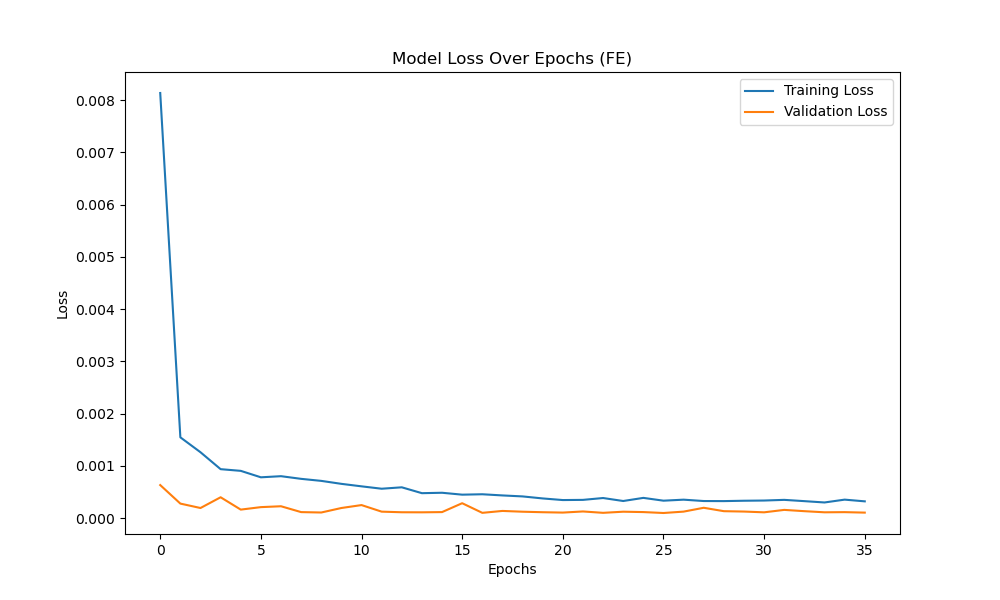 Model Loss Over Epochs (FE)
Training Loss
Validation Loss
0.008
0.007
0.006
0.005
0.004
0.003
0.002
0.001
0.000
Loss
0 5 10 15 20 25 30 35
Epochs